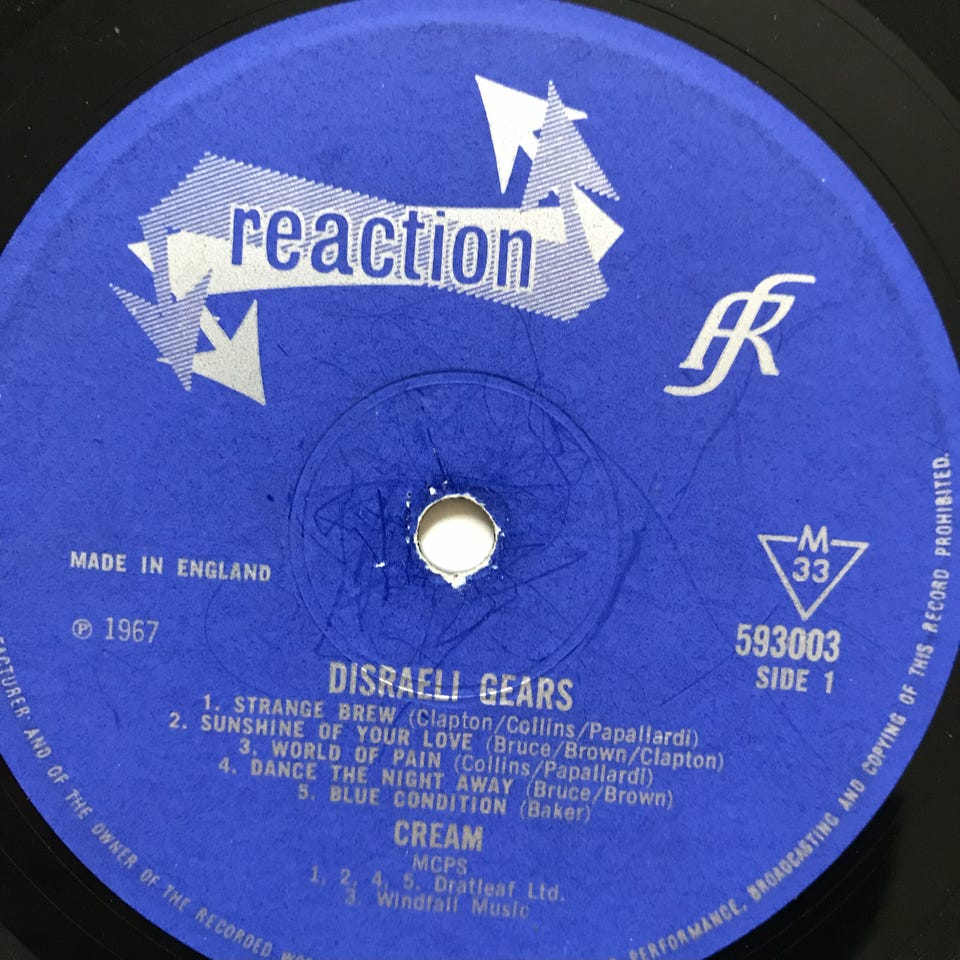 reaction
R
MADE IN ENGLAND
℗ 1967
M
33
593003
SIDE 1
DISRAELI GEARS
1. STRANGE BREW (Clapton/Collins/Papallardi)
2. SUNSHINE OF YOUR LOVE (Bruce/Brown/Clapton)
3. WORLD OF PAIN (Collins/Papallardi)
4. DANCE THE NIGHT AWAY (Bruce/Brown)
5. BLUE CONDITION (Baker)
CREAM
MCPS
1. 2. 4. 5. Dratleaf Ltd.
3. Windfall Music
FACTURER AND OF THE OWNER OF THE RECORDED
PERFORMANCE, BROADCASTING AND COPYING OF THIS RECORD PROHIBITED.